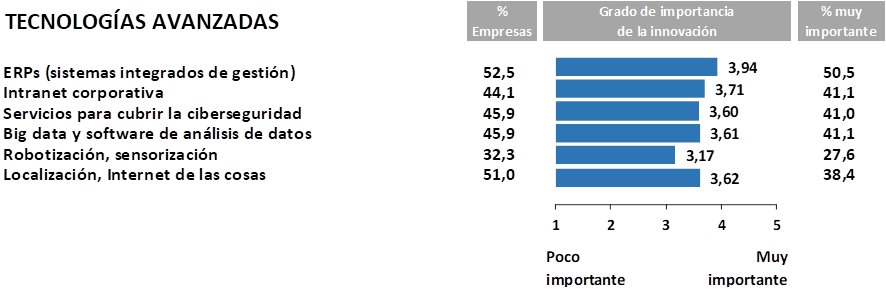 TECNOLOGÍAS AVANZADAS
%
Empresas
Grado de importancia
de la innovación
% muy
importante
ERPs (sistemas integrados de gestión) 52,5 3,94 50,5
Intranet corporativa 44,1 3,71 41,1
Servicios para cubrir la ciberseguridad 45,9 3,60 41,0
Big data y software de análisis de datos 45,9 3,61 41,1
Robotización, sensorización 32,3 3,17 27,6
Localización, Internet de las cosas 51,0 3,62 38,4
1 2 3 4 5
Poco
importante
Muy
importante